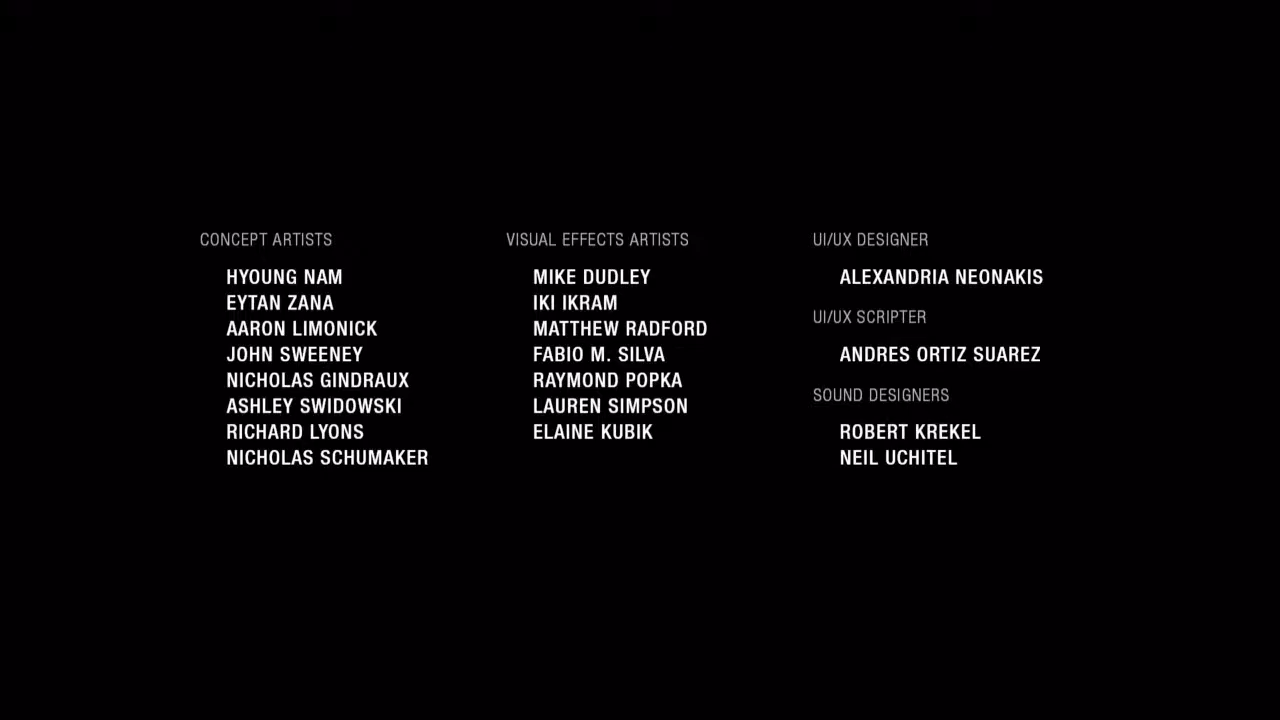 CONCEPT ARTISTS
HYOUNG NAM
EYTAN ZANA
AARON LIMONICK
JOHN SWEENEY
NICHOLAS GINDRAUX
ASHLEY SWIDOWSKI
RICHARD LYONS
NICHOLAS SCHUMAKER
VISUAL EFFECTS ARTISTS
MIKE DUDLEY
IKI IKRAM
MATTHEW RADFORD
FABIO M. SILVA
RAYMOND POPKA
LAUREN SIMPSON
ELAINE KUBIK
UI/UX DESIGNER
ALEXANDRIA NEONAKIS
UI/UX SCRIPTER
ANDRES ORTIZ SUAREZ
SOUND DESIGNERS
ROBERT KREKEL
NEIL UCHITEL